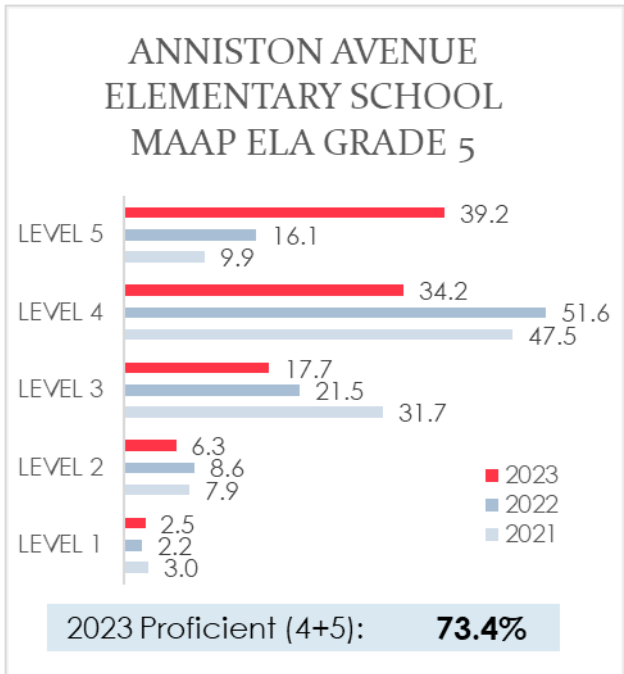 ANNISTON AVENUE
ELEMENTARY SCHOOL
MAAP ELA GRADE 5
LEVEL 5
39.2
16.1
9.9
LEVEL 4
34.2
51.6
47.5
LEVEL 3
17.7
21.5
31.7
LEVEL 2
6.3
8.6
7.9
LEVEL 1
2.5
2.2
3.0
2023
2022
2021
2023 Proficient (4+5): 73.4%